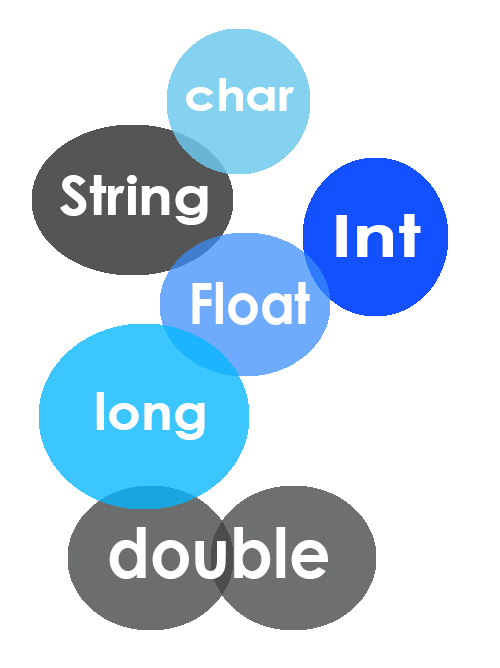 char
String
Int
Float
long
double